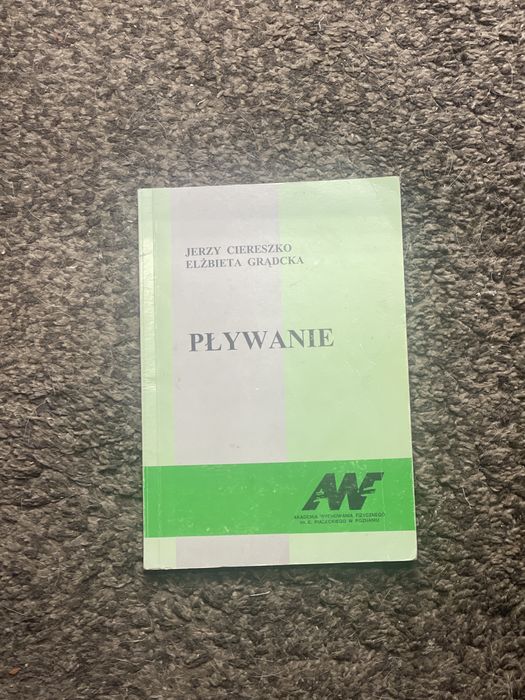 JERZY CIERESZKO
ELŻBIETA GRĄDCKA
PŁYWANIE
AWF
AKADEMIA WYCHOWANIA FIZYCZNEGO
im. E. PIASECKIEGO W POZNANIU